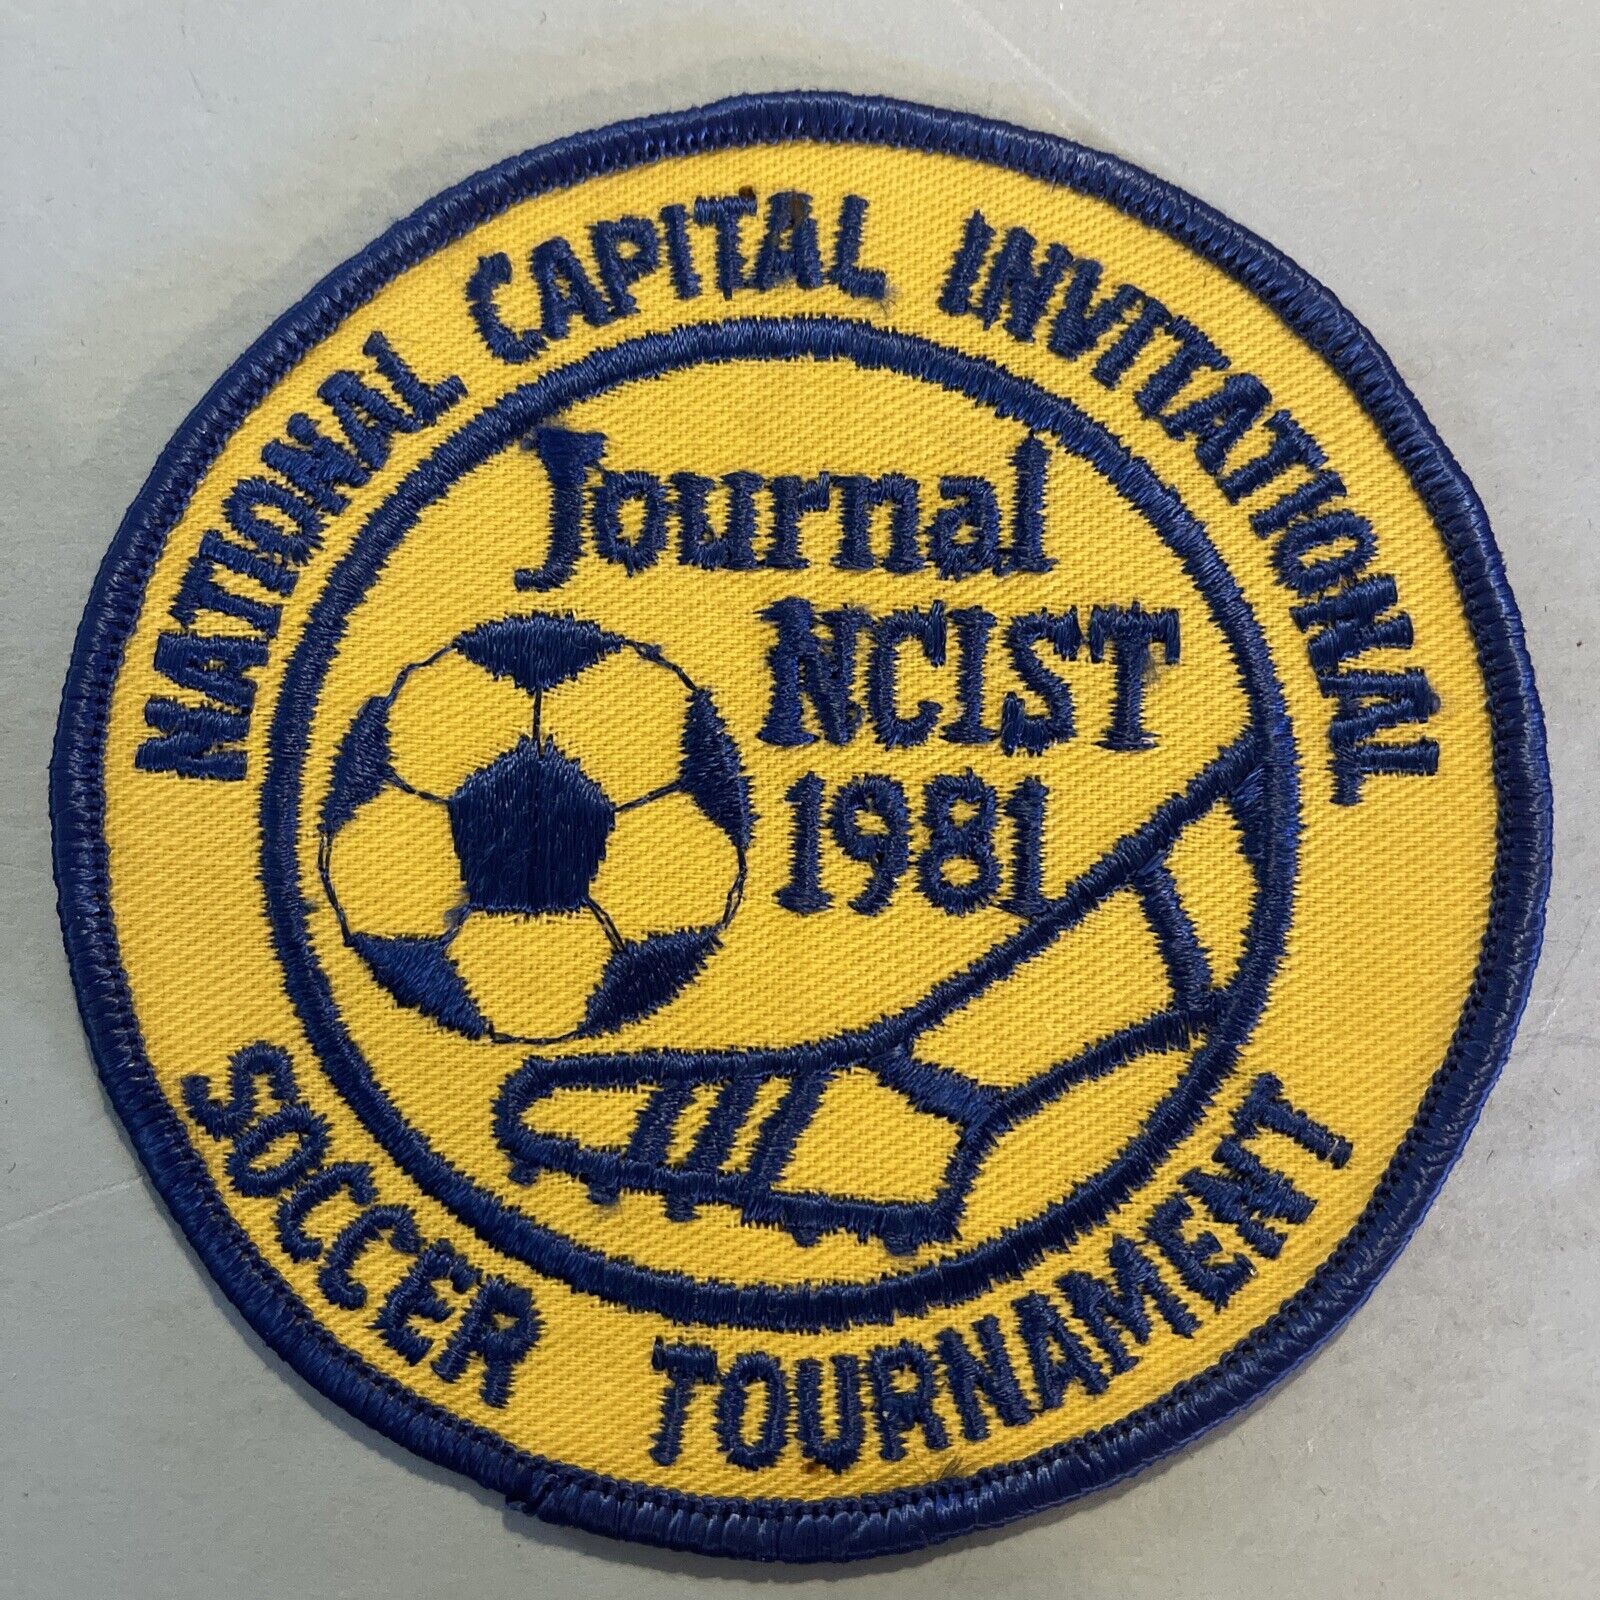 NATIONAL CAPITAL INVITATIONAL
Journal
NCIST
1981
SOCCER TOURNAMENT